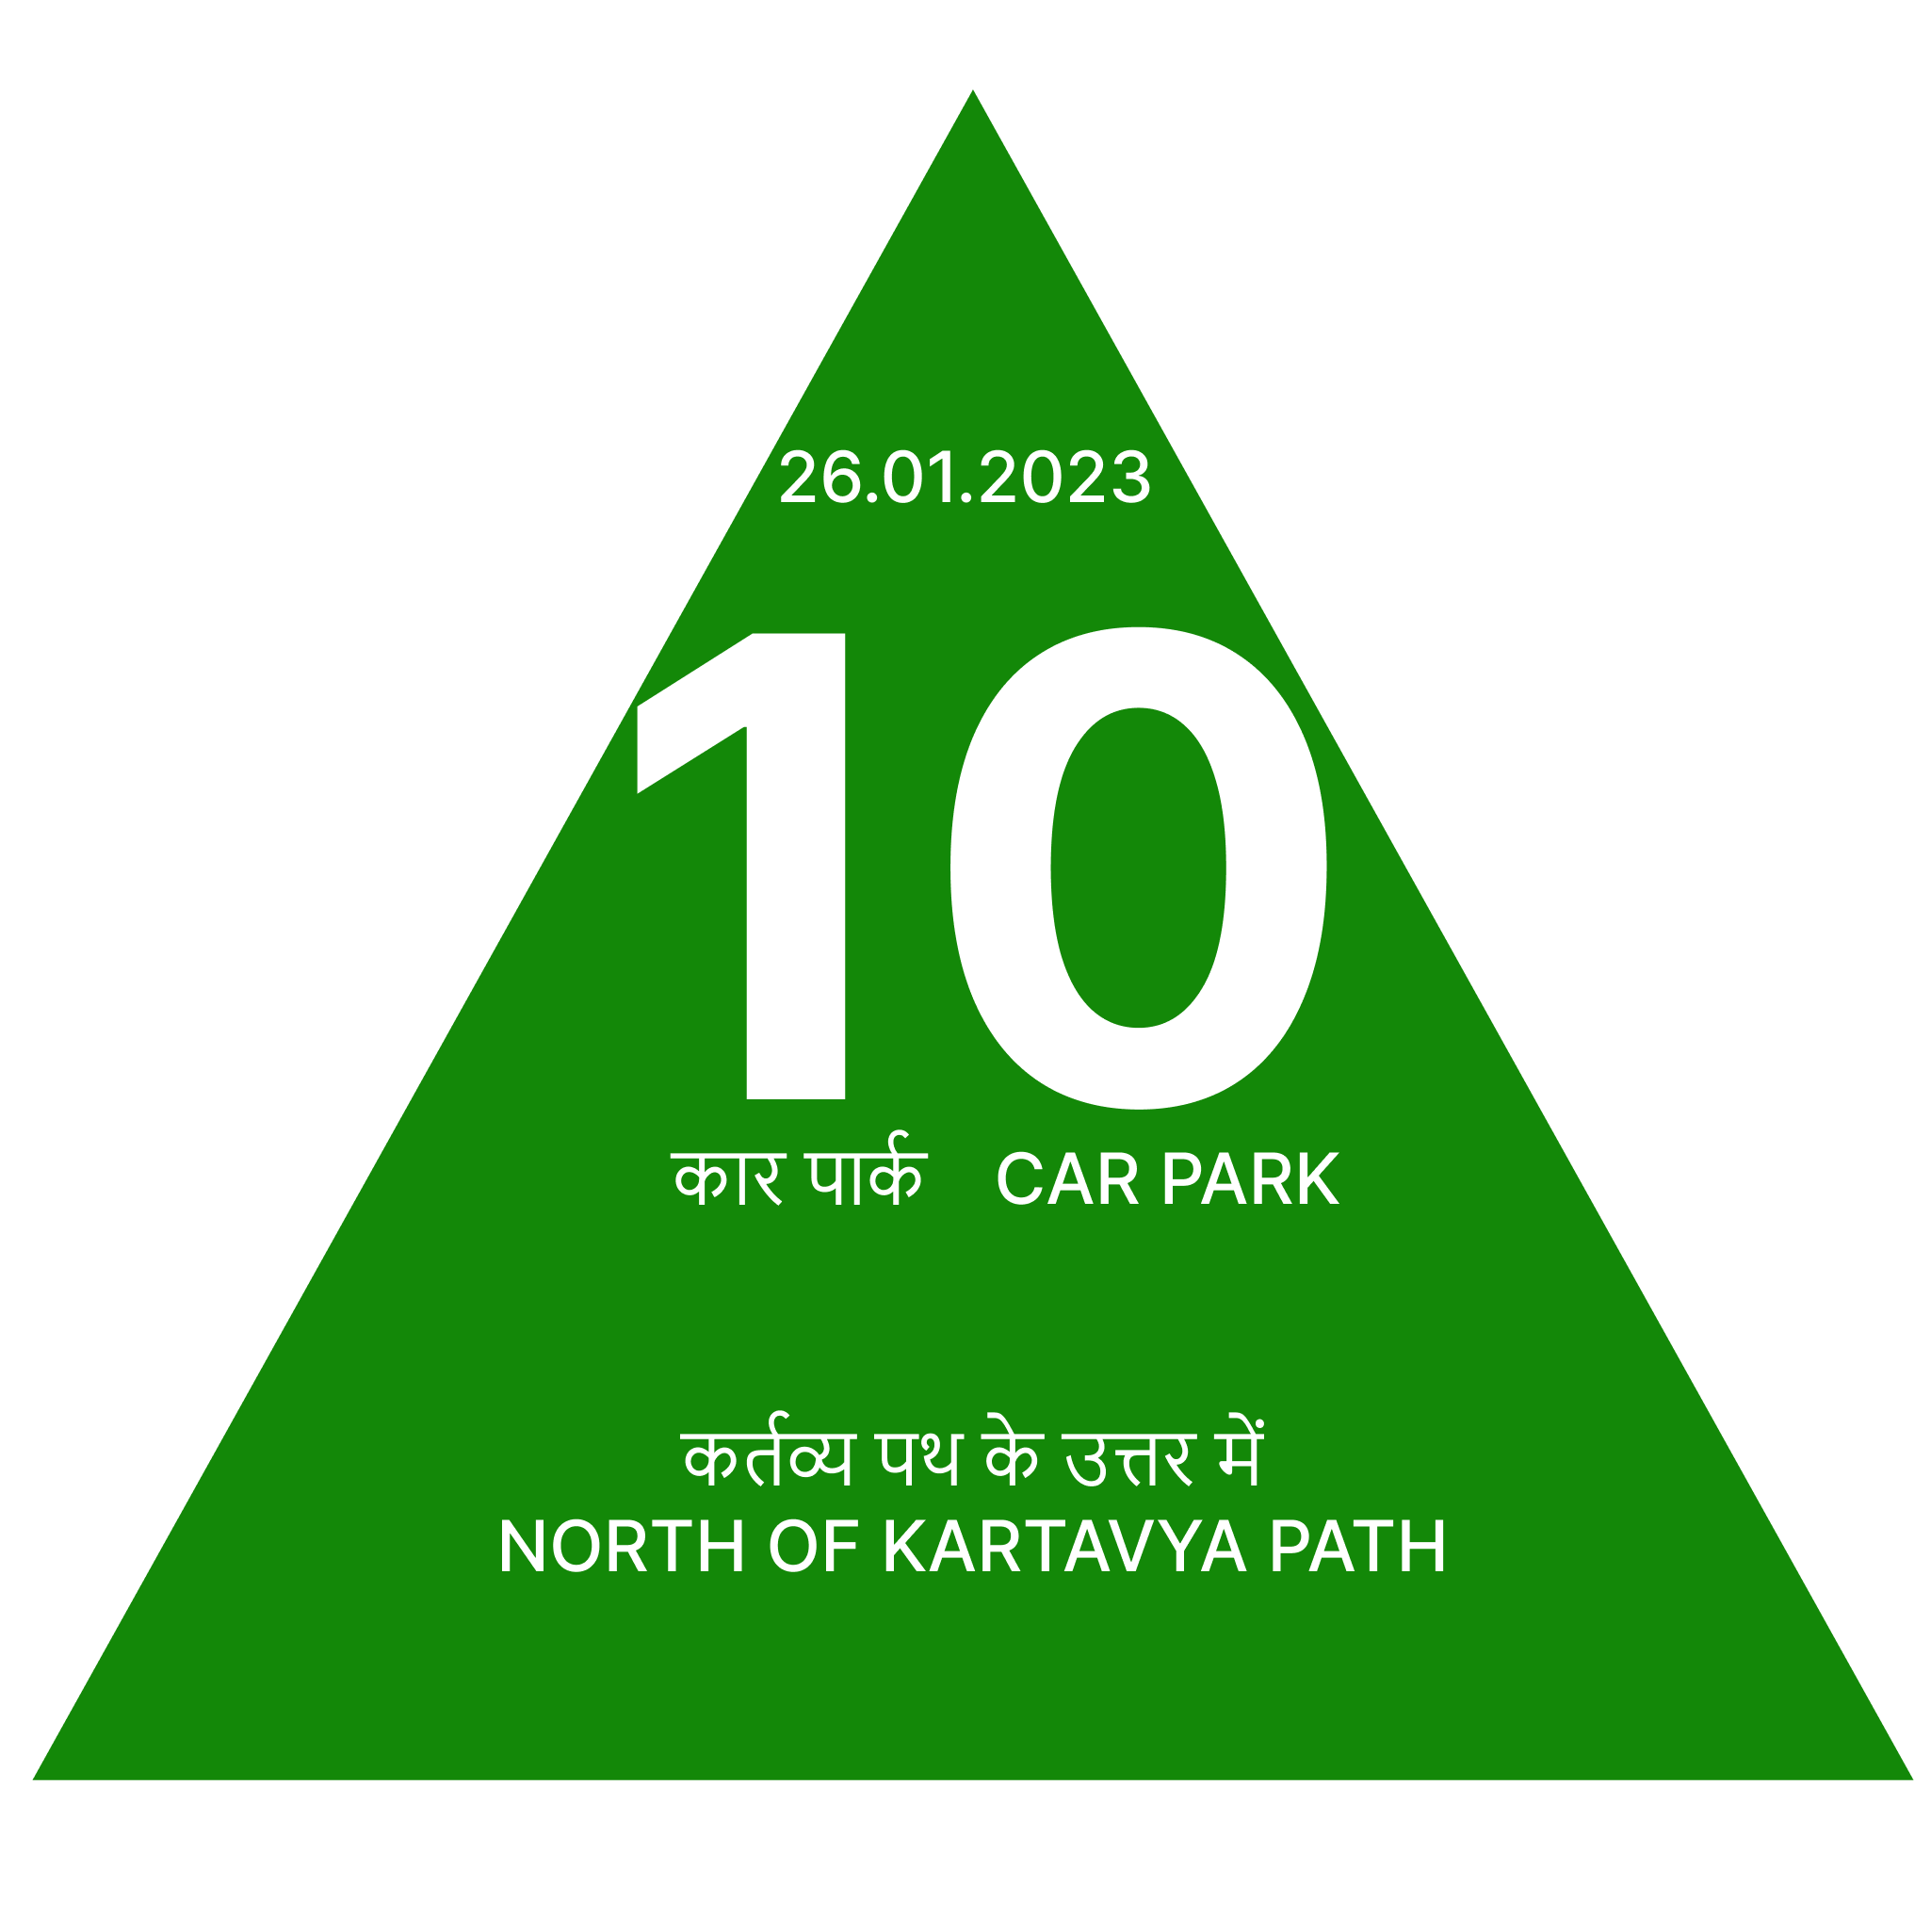 26.01.2023
10
कार पार्क CAR PARK
कर्तव्य पथ के उत्तर में
NORTH OF KARTAVYA PATH